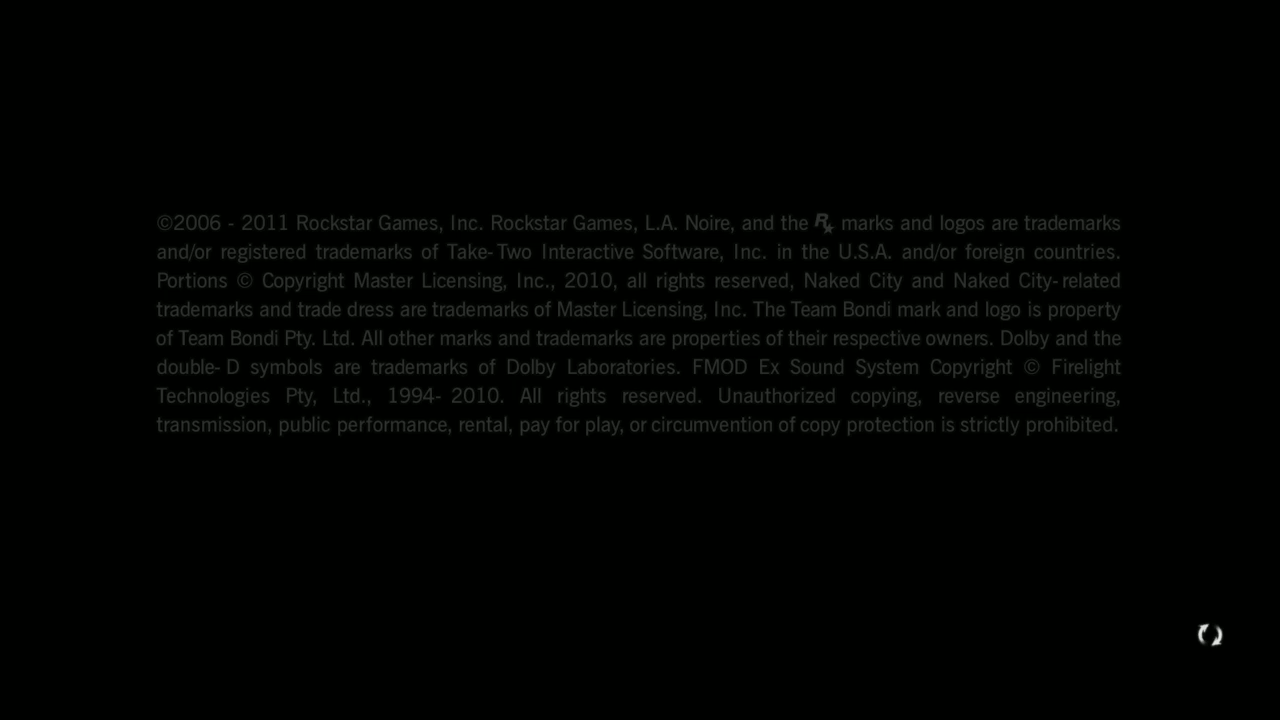 ©2006 - 2011 Rockstar Games, Inc. Rockstar Games, L.A. Noire, and the R★ marks and logos are trademarks
and/or registered trademarks of Take-Two Interactive Software, Inc. in the U.S.A. and/or foreign countries.
Portions © Copyright Master Licensing, Inc., 2010, all rights reserved, Naked City and Naked City-related
trademarks and trade dress are trademarks of Master Licensing, Inc. The Team Bondi mark and logo is property
of Team Bondi Pty. Ltd. All other marks and trademarks are properties of their respective owners. Dolby and the
double-D symbols are trademarks of Dolby Laboratories. FMOD Ex Sound System Copyright © Firelight
Technologies Pty, Ltd., 1994- 2010. All rights reserved. Unauthorized copying, reverse engineering,
transmission, public performance, rental, pay for play, or circumvention of copy protection is strictly prohibited.